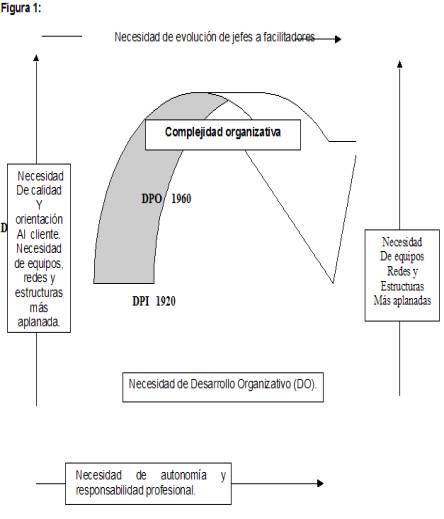 Figura 1:
Necesidad de evolución de jefes a facilitadores
Complejidad organizativa
Necesidad
De calidad
Y
orientación
Al cliente.
Necesidad
de equipos,
redes y
estructuras
más
aplanada.
D
DPO 1960
DPI 1920
Necesidad
De equipos
Redes y
Estructuras
Más aplanadas
Necesidad de Desarrollo Organizativo (DO).
Necesidad de autonomía y
responsabilidad profesional.